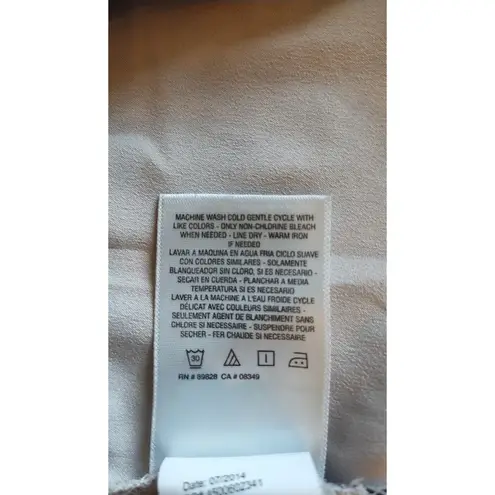 MACHINE WASH COLD GENTLE CYCLE WITH
LIKE COLORS - ONLY NON-CHLORINE BLEACH
WHEN NEEDED - LINE DRY - WARM IRON
IF NEEDED
LAVAR A MAQUINA EN AGUA FRIA CICLO SUAVE
CON COLORES SIMILARES - SOLAMENTE
BLANQUEADOR SIN CLORO, SI ES NECESARIO -
SECAR EN CUERDA - PLANCHAR A MEDIA
TEMPERATURA SI ES NECESARIO
LAVER A LA MACHINE A L'EAU FROIDE CYCLE
DÉLICAT AVEC COULEURS SIMILAIRES -
SEULEMENT AGENT DE BLANCHIMENT SANS
CHLORE SI NECESSAIRE - SUSPENDRE POUR
SECHER - FER CHAUDE SI NECESSAIRE
30
RN # 89828 CA # 08349
Date: 07/2014